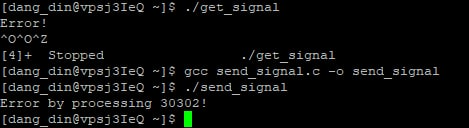 [dang_din@vpsj3IeQ ~]$ ./get_signal
Error!
^O^O^Z
[4]+  Stopped                 ./get_signal
[dang_din@vpsj3IeQ ~]$ gcc send_signal.c -o send_signal
[dang_din@vpsj3IeQ ~]$ ./send_signal
Error by processing 30302!
[dang_din@vpsj3IeQ ~]$